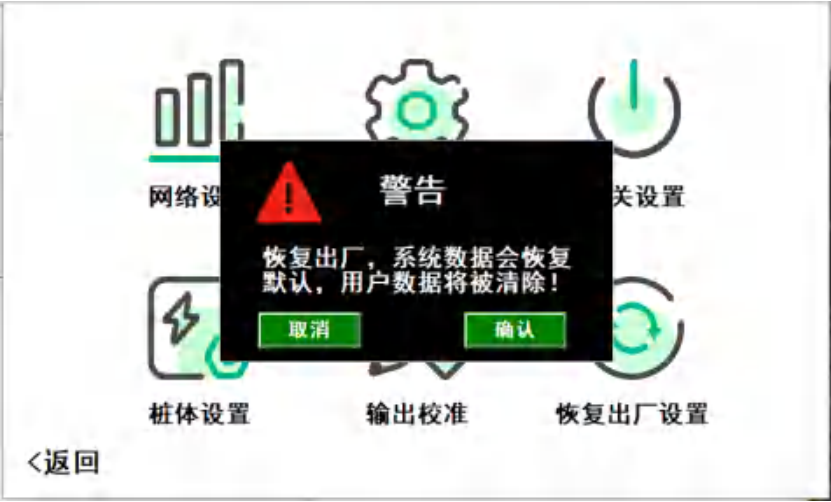 网络设
警告
关设置
恢复出厂，系统数据会恢复
默认，用户数据将被清除！
取消
确认
桩体设置
输出校准
恢复出厂设置
<返回